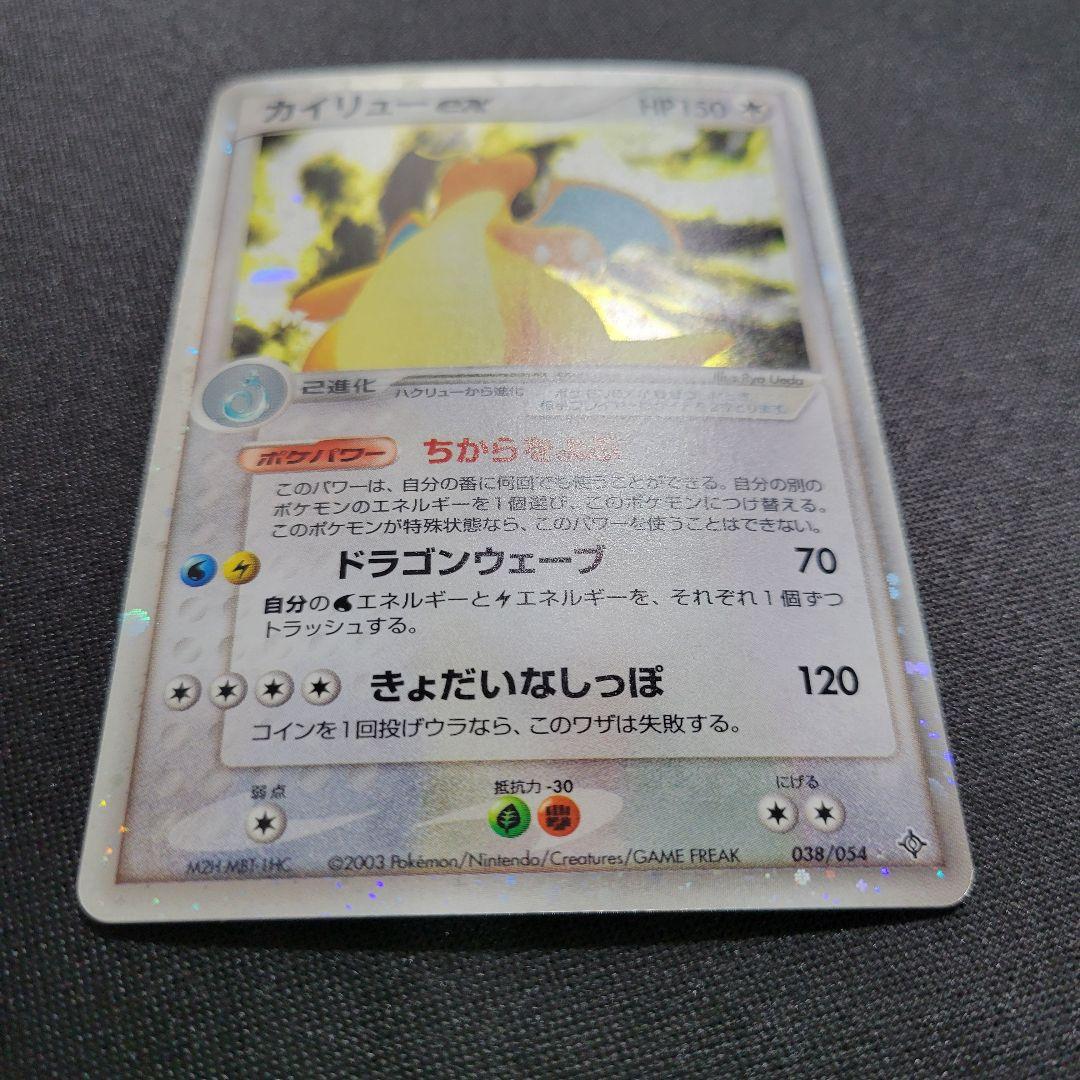 カイリューex HP150
Illus. Ryo Ueda
2進化 ハクリューから進化
ポケパワー ちからをよぶ
このパワーは、自分の番に何回でも使うことができる。自分の別の
ポケモンのエネルギーを1個選び、このポケモンにつけ替える。
このポケモンが特殊状態なら、このパワーを使うことはできない。
ドラゴンウェーブ 70
自分のエネルギーとエネルギーを、それぞれ1個ずつ
トラッシュする。
きょだいなしっぽ 120
コインを1回投げウラなら、このワザは失敗する。
弱点 抵抗力 -30 にげる
©2003 Pokémon/Nintendo/Creatures/GAME FREAK 038/054